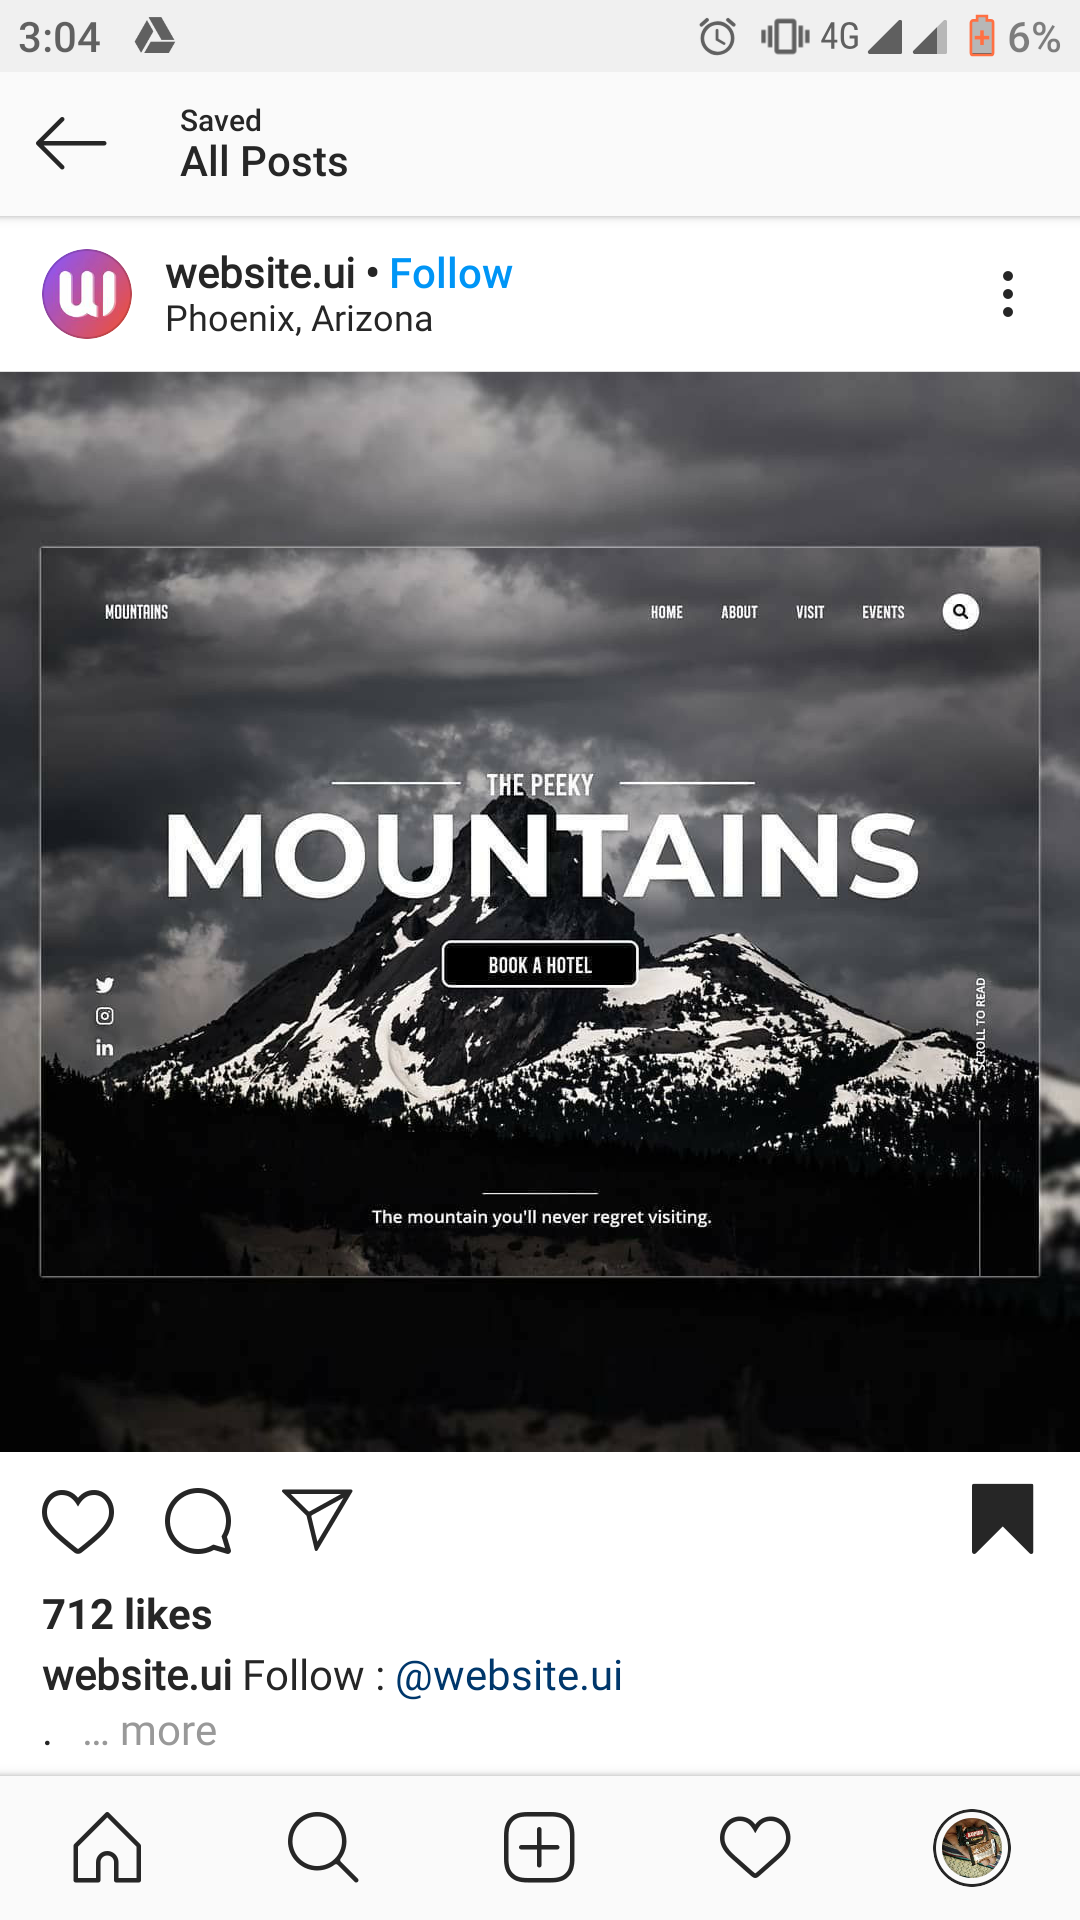 3:04
4G
6%
Saved
All Posts
website.ui • Follow
Phoenix, Arizona
MOUNTAINS
HOME ABOUT VISIT EVENTS
THE PEEKY
MOUNTAINS
BOOK A HOTEL
in
SCROLL TO READ
The mountain you'll never regret visiting.
712 likes
website.ui Follow : @website.ui
. ... more